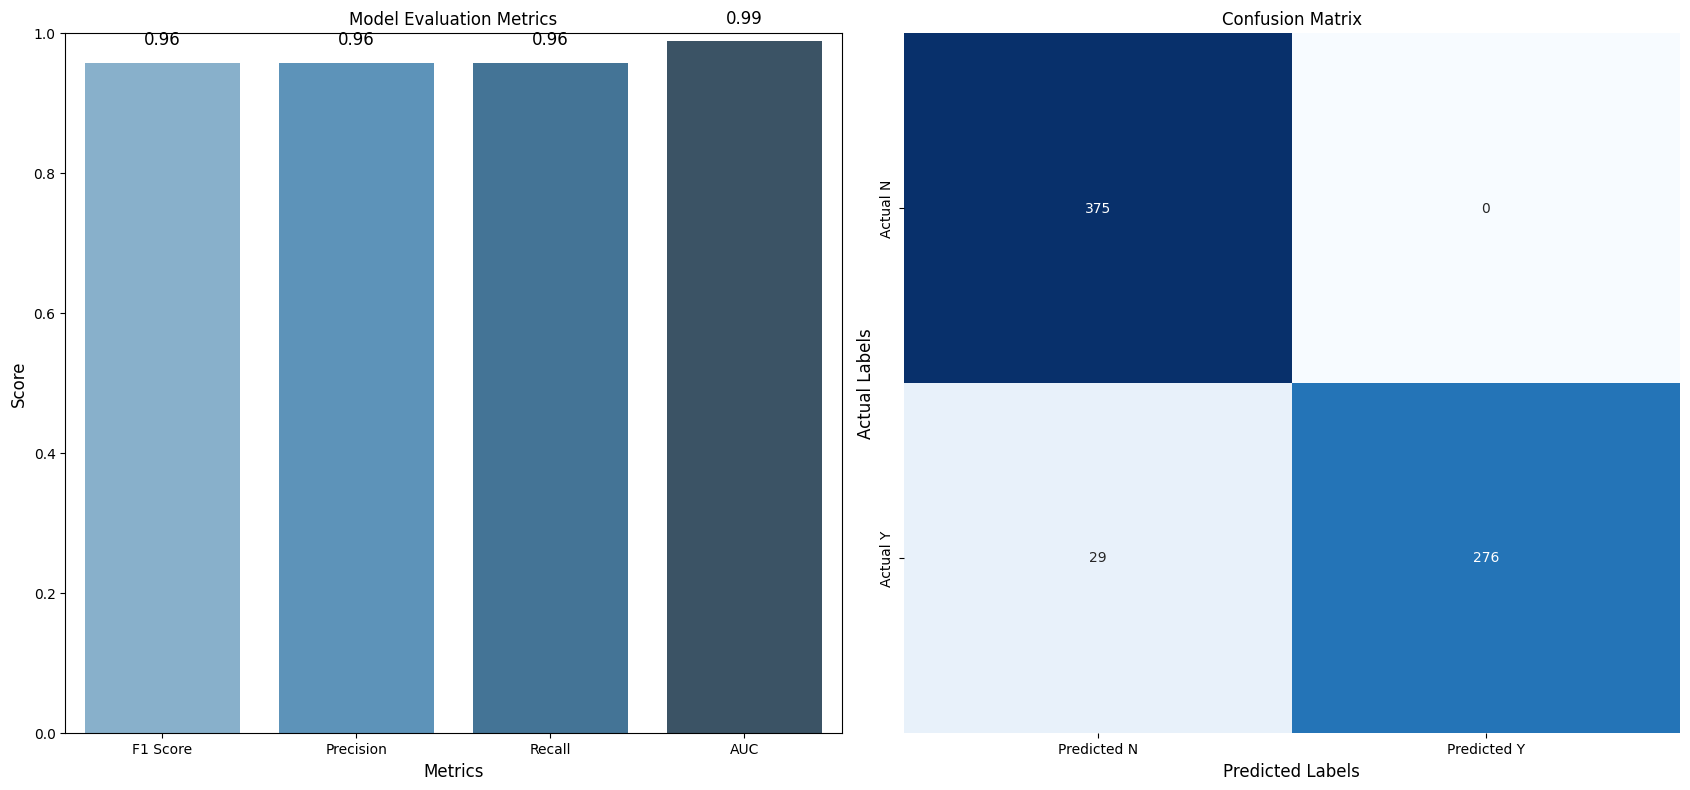 Model Evaluation Metrics
0.96
0.96
0.96
0.99
1.0
0.8
0.6
0.4
0.2
0.0
Score
F1 Score
Precision
Recall
AUC
Metrics
Confusion Matrix
Actual Labels
Actual N
375
0
Actual Y
29
276
Predicted N
Predicted Y
Predicted Labels